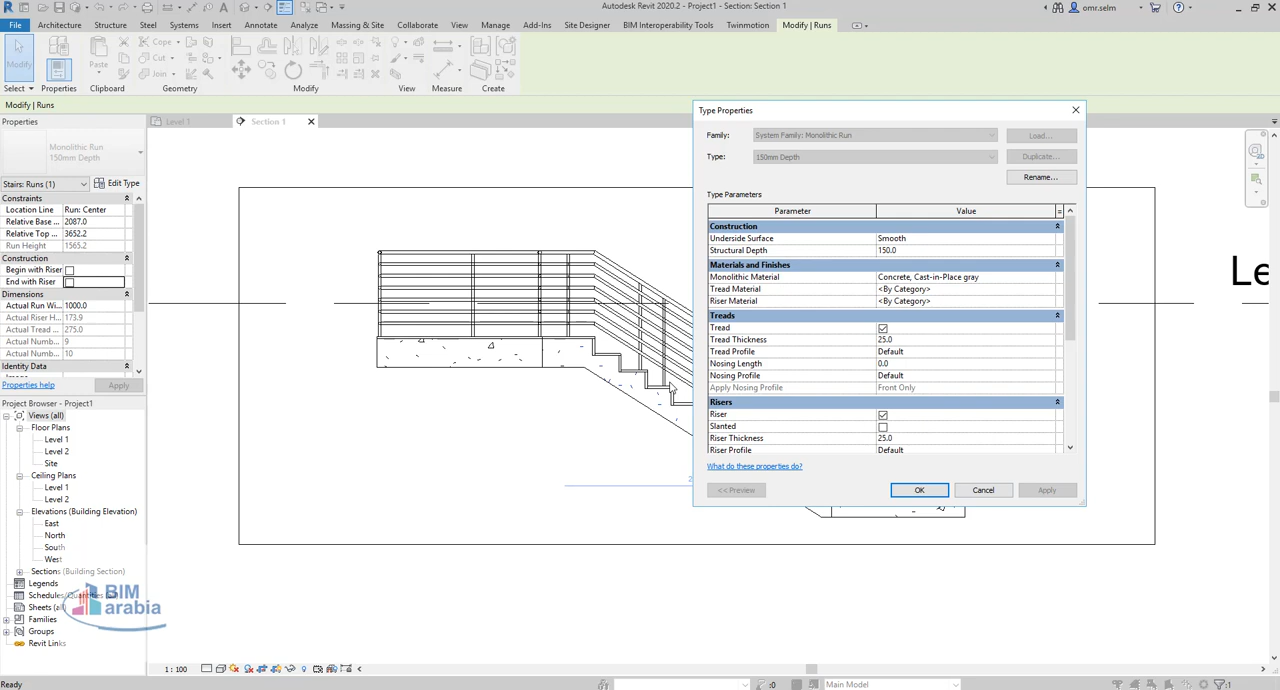 Autodesk Revit 2020.2 - Project1 - Section: Section 1
omr.selm
File Architecture Structure Steel Systems Insert Annotate Analyze Massing & Site Collaborate View Manage Add-Ins Site Designer BIM Interoperability Tools Twinmotion Modify | Runs
Modify Paste Cope Cut Join
Select Properties Clipboard Geometry Modify View Measure Create
Modify | Runs
Properties
Level 1 Section 1
Monolithic Run
150mm Depth
Stairs: Runs (1) Edit Type
Constraints
Location Line Run: Center
Relative Base ... 2087.0
Relative Top ... 3652.2
Run Height 1565.2
Construction
Begin with Riser
End with Riser
Dimensions
Actual Run Wi... 1000.0
Actual Riser H... 173.9
Actual Tread ... 275.0
Actual Numbe... 9
Actual Numbe... 10
Identity Data
Properties help Apply
Project Browser - Project1
Views (all)
Floor Plans
Level 1
Level 2
Site
Ceiling Plans
Level 1
Level 2
Elevations (Building Elevation)
East
North
South
West
Sections (Building Section)
Legends
Schedules/Quantities (all)
Sheets (all)
Families
Groups
Revit Links
BIM
arabia
Type Properties
Family: System Family: Monolithic Run Load...
Type: 150mm Depth Duplicate...
Rename...
Type Parameters
Parameter Value =
Construction
Underside Surface Smooth
Structural Depth 150.0
Materials and Finishes
Monolithic Material Concrete, Cast-in-Place gray
Tread Material <By Category>
Riser Material <By Category>
Treads
Tread
Tread Thickness 25.0
Tread Profile Default
Nosing Length 0.0
Nosing Profile Default
Apply Nosing Profile Front Only
Risers
Riser
Slanted
Riser Thickness 25.0
Riser Profile Default
What do these properties do?
<< Preview OK Cancel Apply
Le
2
1 : 100
Ready :0 Main Model :1